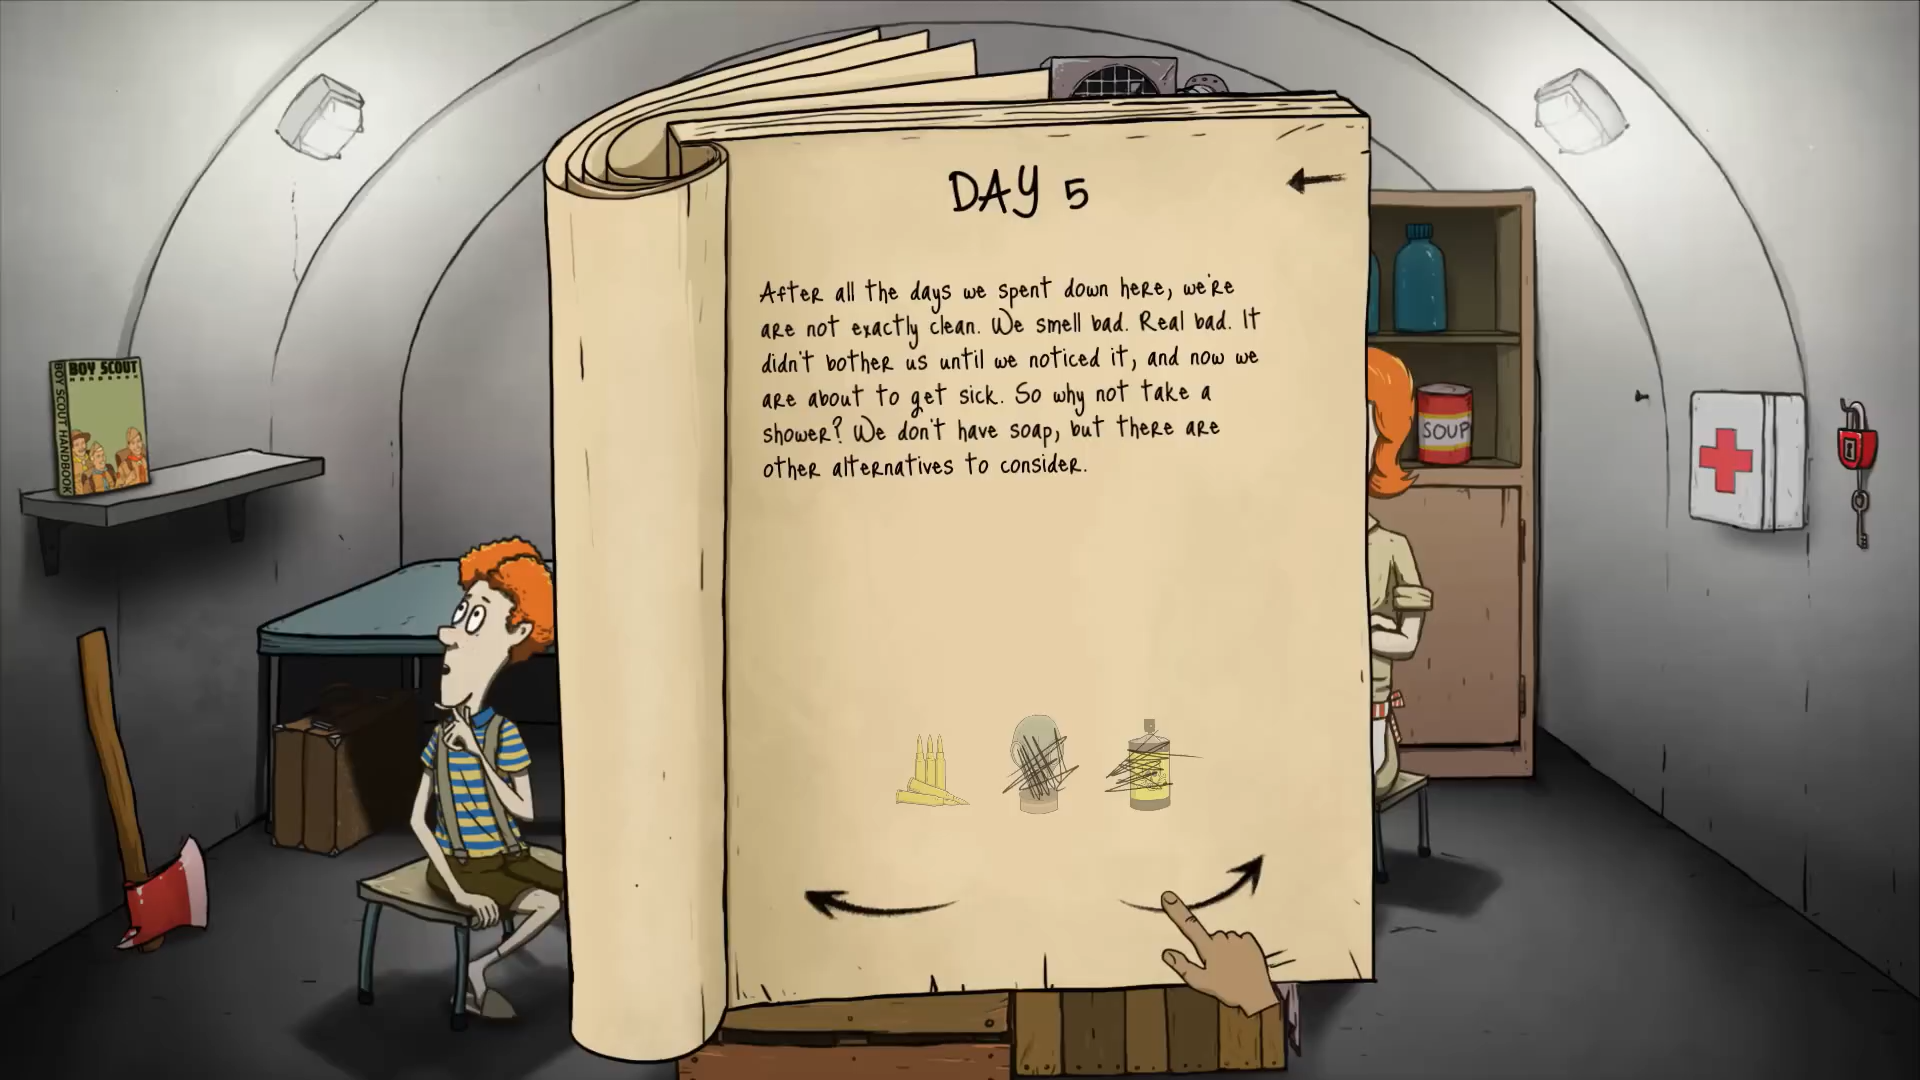 DAY 5
After all the days we spent down here, we're
are not exactly clean. We smell bad. Real bad. It
didn't bother us until we noticed it, and now we
are about to get sick. So why not take a
shower? We don't have soap, but there are
other alternatives to consider.
BOY SCOUT
HANDBOOK
BOY SCOUT HANDBOOK
SOUP